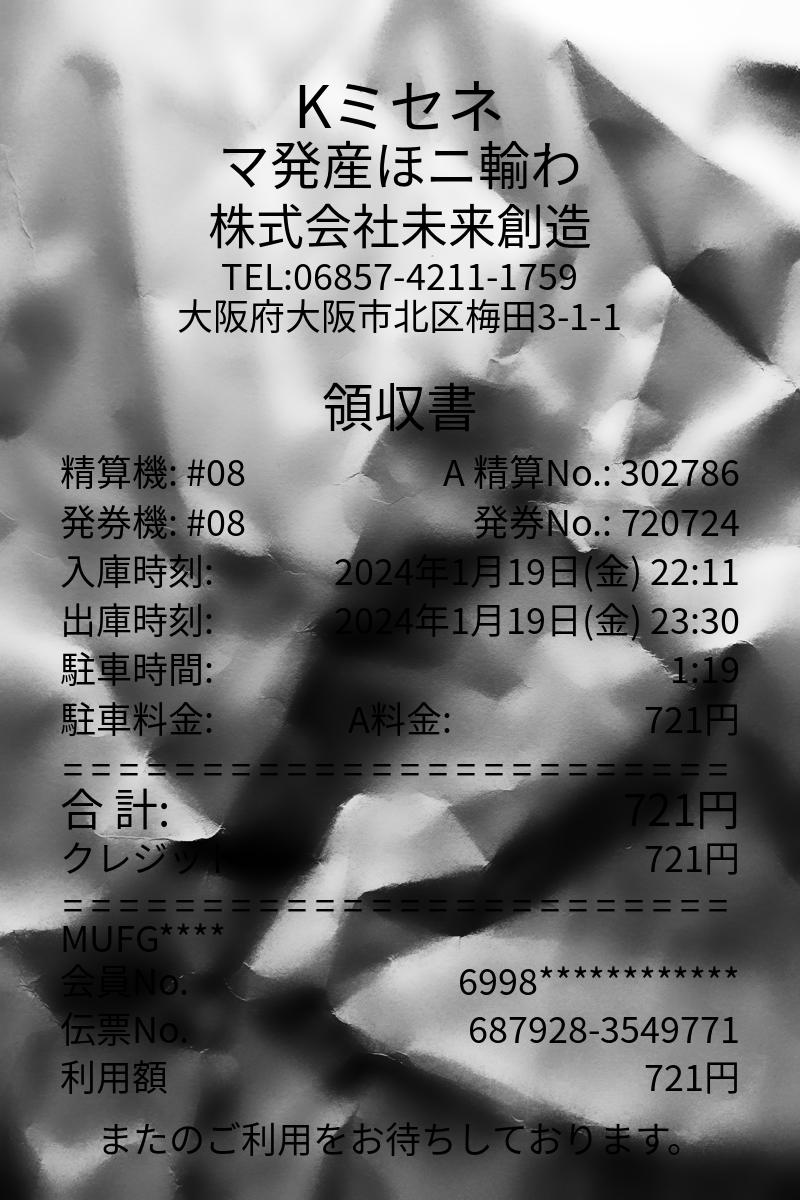 Kミセネ
マ発産ほニ輸わ
株式会社未来創造
TEL:06857-4211-1759
大阪府大阪市北区梅田3-1-1
領収書
精算機: #08 A 精算No.: 302786
発券機: #08 発券No.: 720724
入庫時刻: 2024年1月19日(金) 22:11
出庫時刻: 2024年1月19日(金) 23:30
駐車時間: 1:19
駐車料金: A料金: 721円
========================
合 計: 721円
クレジット 721円
========================
MUFG****
会員No. 6998************
伝票No. 687928-3549771
利用額 721円
またのご利用をお待ちしております。